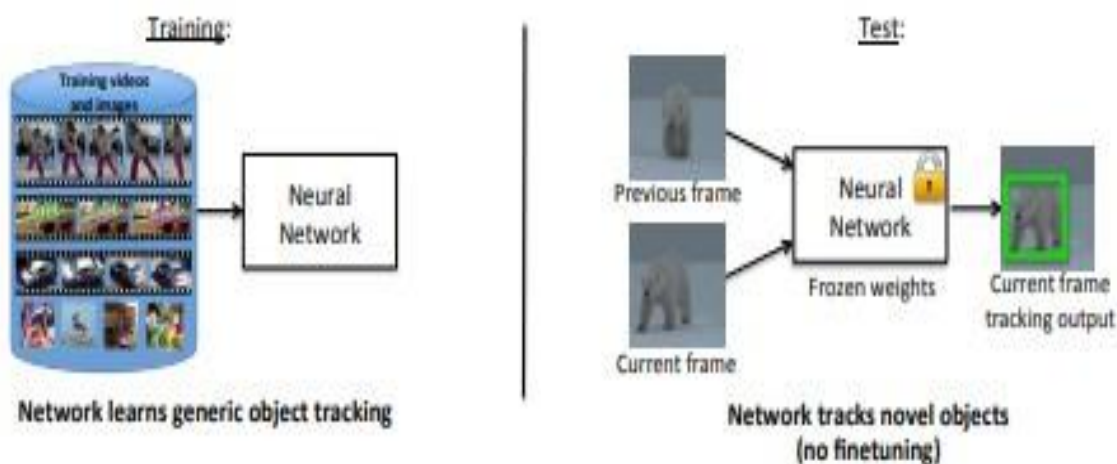 Training:
Training videos
and images
Neural
Network
Network learns generic object tracking
Test:
Previous frame
Current frame
Neural
Network
Frozen weights
Current frame
tracking output
Network tracks novel objects
(no finetuning)